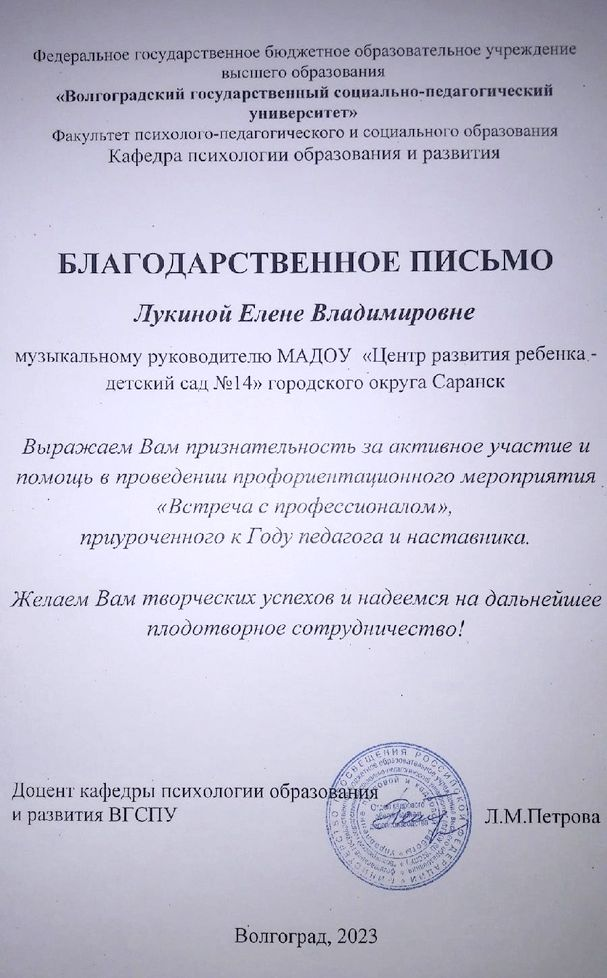 Федеральное государственное бюджетное образовательное учреждение
высшего образования
«Волгоградский государственный социально-педагогический
университет»
Факультет психолого-педагогического и социального образования
Кафедра психологии образования и развития
БЛАГОДАРСТВЕННОЕ ПИСЬМО
Лукиной Елене Владимировне
музыкальному руководителю МАДОУ «Центр развития ребенка -
детский сад №14» городского округа Саранск
Выражаем Вам признательность за активное участие и
помощь в проведении профориентационного мероприятия
«Встреча с профессионалом»,
приуроченного к Году педагога и наставника.
Желаем Вам творческих успехов и надеемся на дальнейшее
плодотворное сотрудничество!
Доцент кафедры психологии образования
и развития ВГСПУ
Л.М.Петрова
Волгоград, 2023